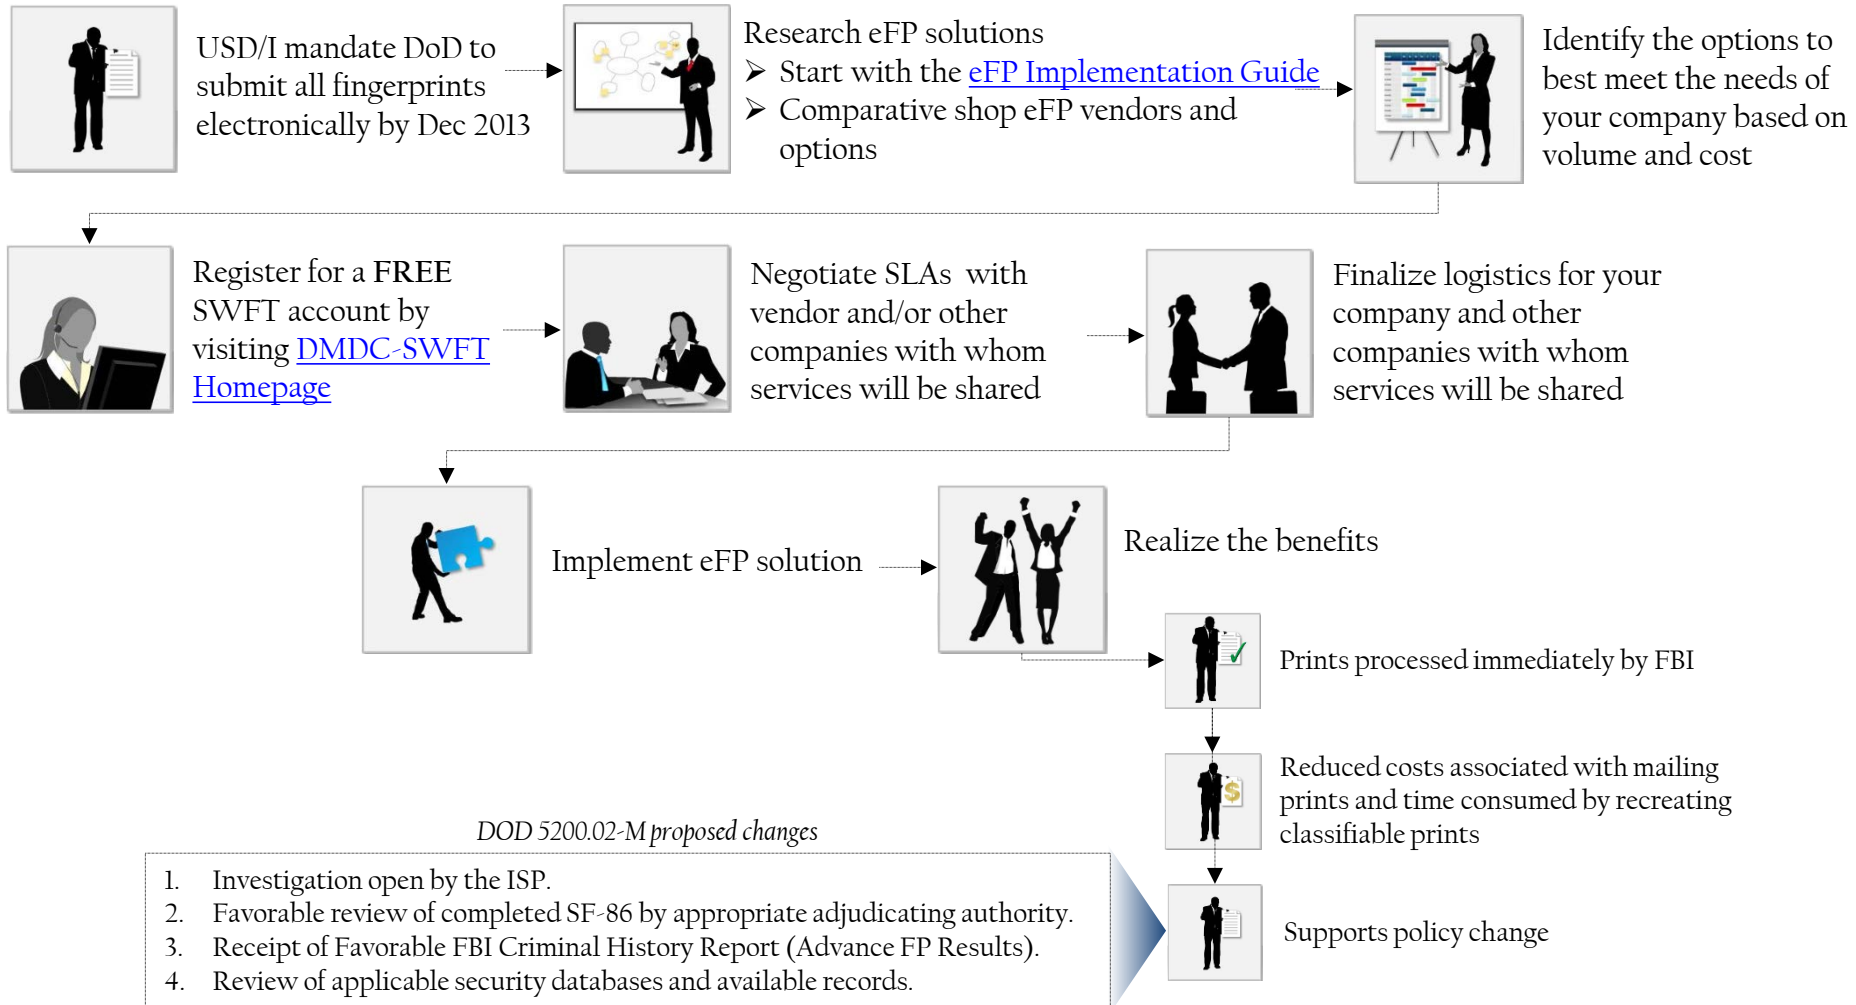 USD/I mandate DoD to
submit all fingerprints
electronically by Dec 2013
Research eFP solutions
➢ Start with the eFP Implementation Guide
➢ Comparative shop eFP vendors and
options
Identify the options to
best meet the needs of
your company based on
volume and cost
Register for a FREE
SWFT account by
visiting DMDC-SWFT
Homepage
Negotiate SLAs with
vendor and/or other
companies with whom
services will be shared
Finalize logistics for your
company and other
companies with whom
services will be shared
Implement eFP solution
Realize the benefits
Prints processed immediately by FBI
Reduced costs associated with mailing
prints and time consumed by recreating
classifiable prints
Supports policy change
DOD 5200.02-M proposed changes
1. Investigation open by the ISP.
2. Favorable review of completed SF-86 by appropriate adjudicating authority.
3. Receipt of Favorable FBI Criminal History Report (Advance FP Results).
4. Review of applicable security databases and available records.
$